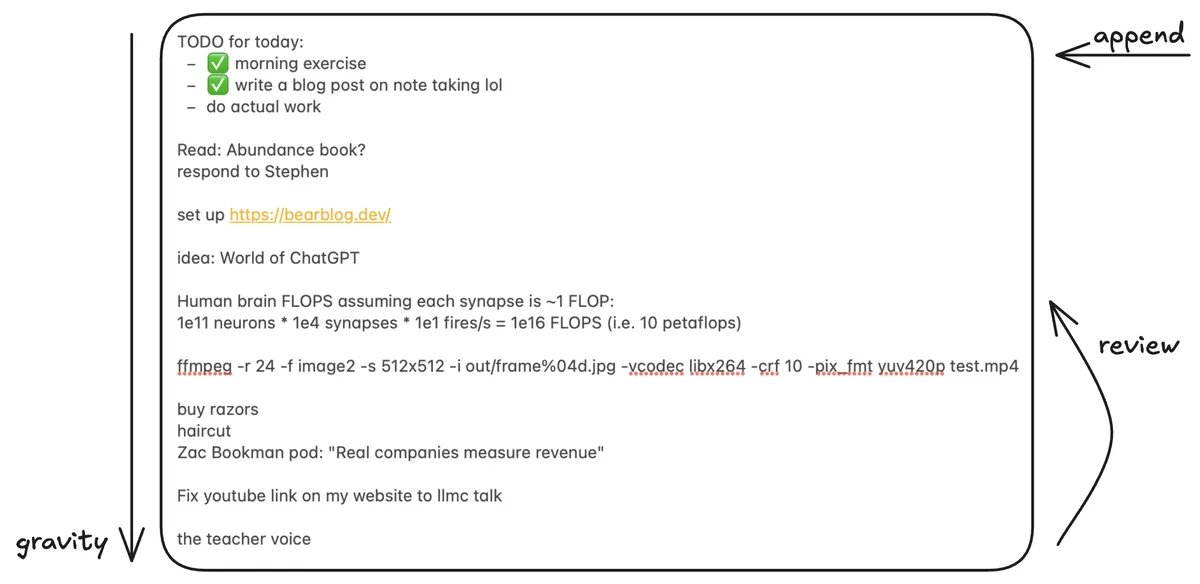 append
TODO for today:
- ✅ morning exercise
- ✅ write a blog post on note taking lol
- do actual work
Read: Abundance book?
respond to Stephen
set up https://bearblog.dev/
idea: World of ChatGPT
Human brain FLOPS assuming each synapse is ~1 FLOP:
1e11 neurons * 1e4 synapses * 1e1 fires/s = 1e16 FLOPS (i.e. 10 petaflops)
review
ffmpeg -r 24 -f image2 -s 512x512 -i out/frame%04d.jpg -vcodec libx264 -crf 10 -pix_fmt yuv420p test.mp4
buy razors
haircut
Zac Bookman pod: "Real companies measure revenue"
Fix youtube link on my website to llmc talk
the teacher voice
gravity